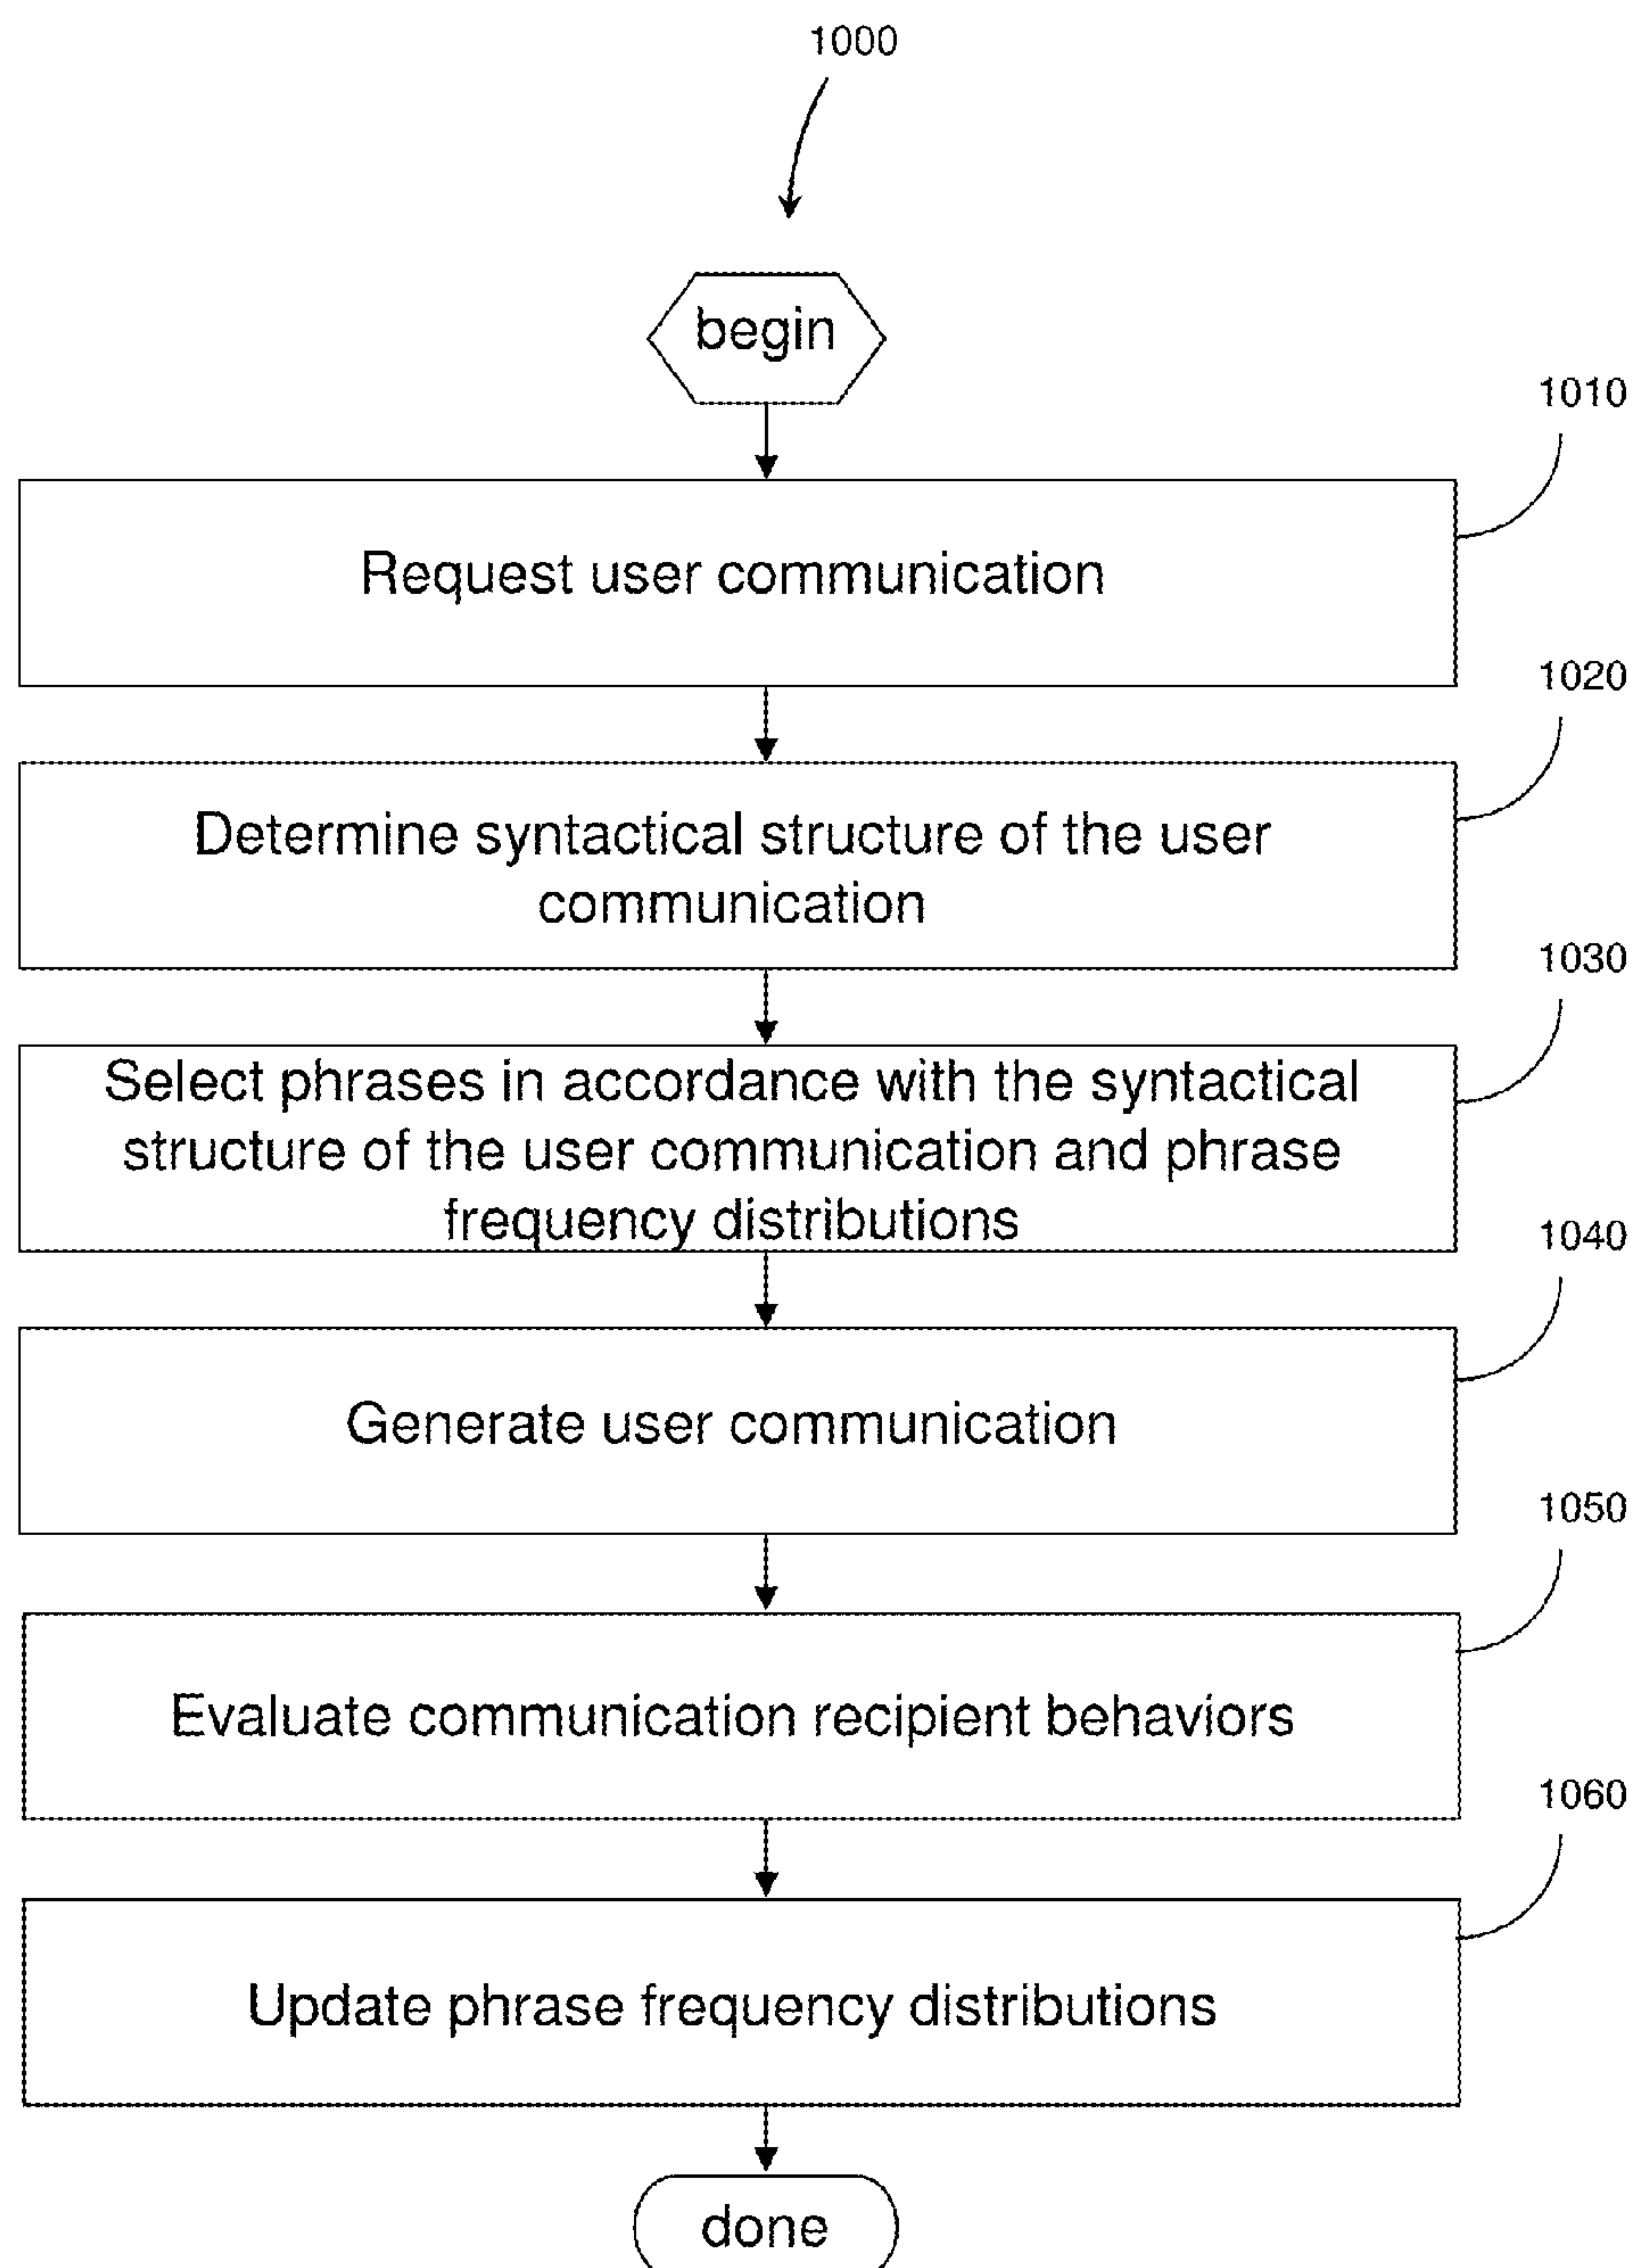 1000
begin
1010
Request user communication
1020
Determine syntactical structure of the user
communication
1030
Select phrases in accordance with the syntactical
structure of the user communication and phrase
frequency distributions
1040
Generate user communication
1050
Evaluate communication recipient behaviors
1060
Update phrase frequency distributions
done